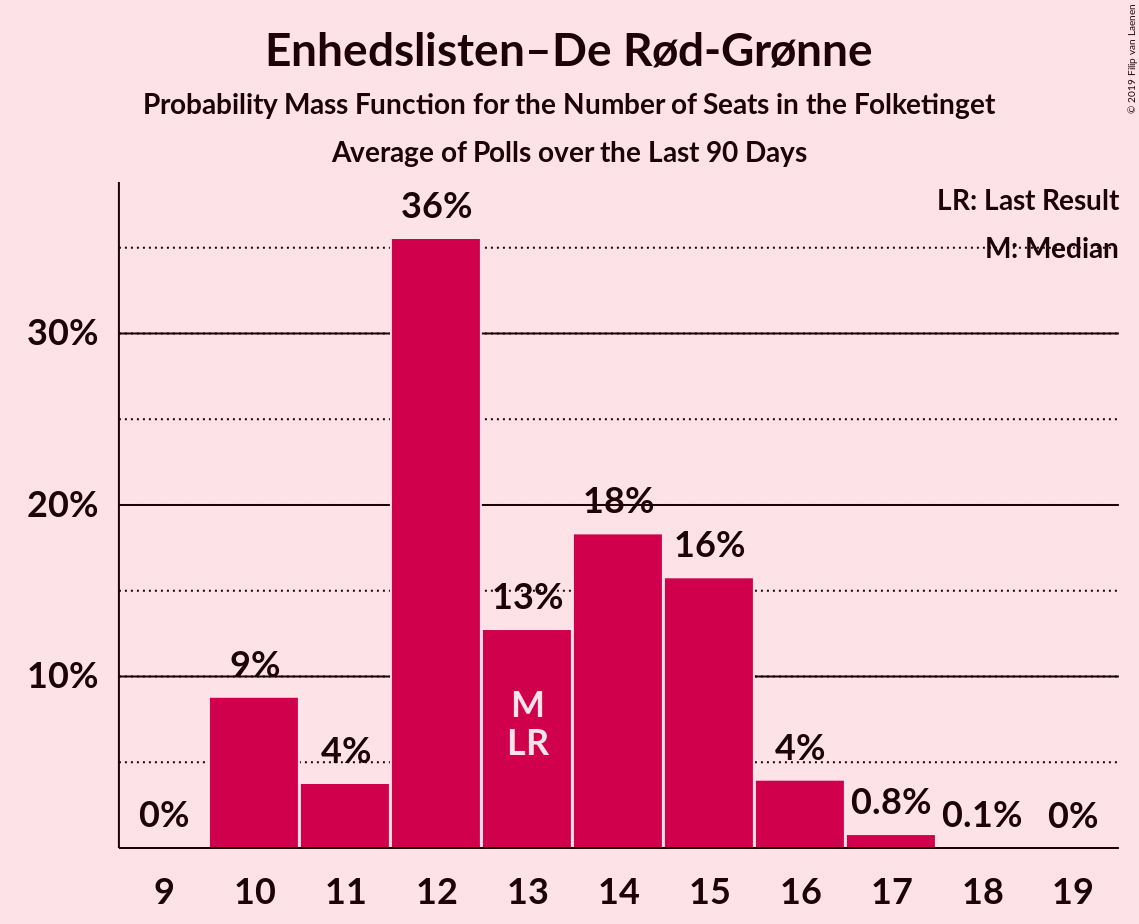 Enhedslisten–De Rød-Grønne
Probability Mass Function for the Number of Seats in the Folketinget
Average of Polls over the Last 90 Days
© 2019 Filip van Laenen
LR: Last Result
M: Median
36%
30%
20%
18%
16%
13%
10%
9%
M
LR
4%
4%
0%
0.8%
0.1%
0%
9 10 11 12 13 14 15 16 17 18 19